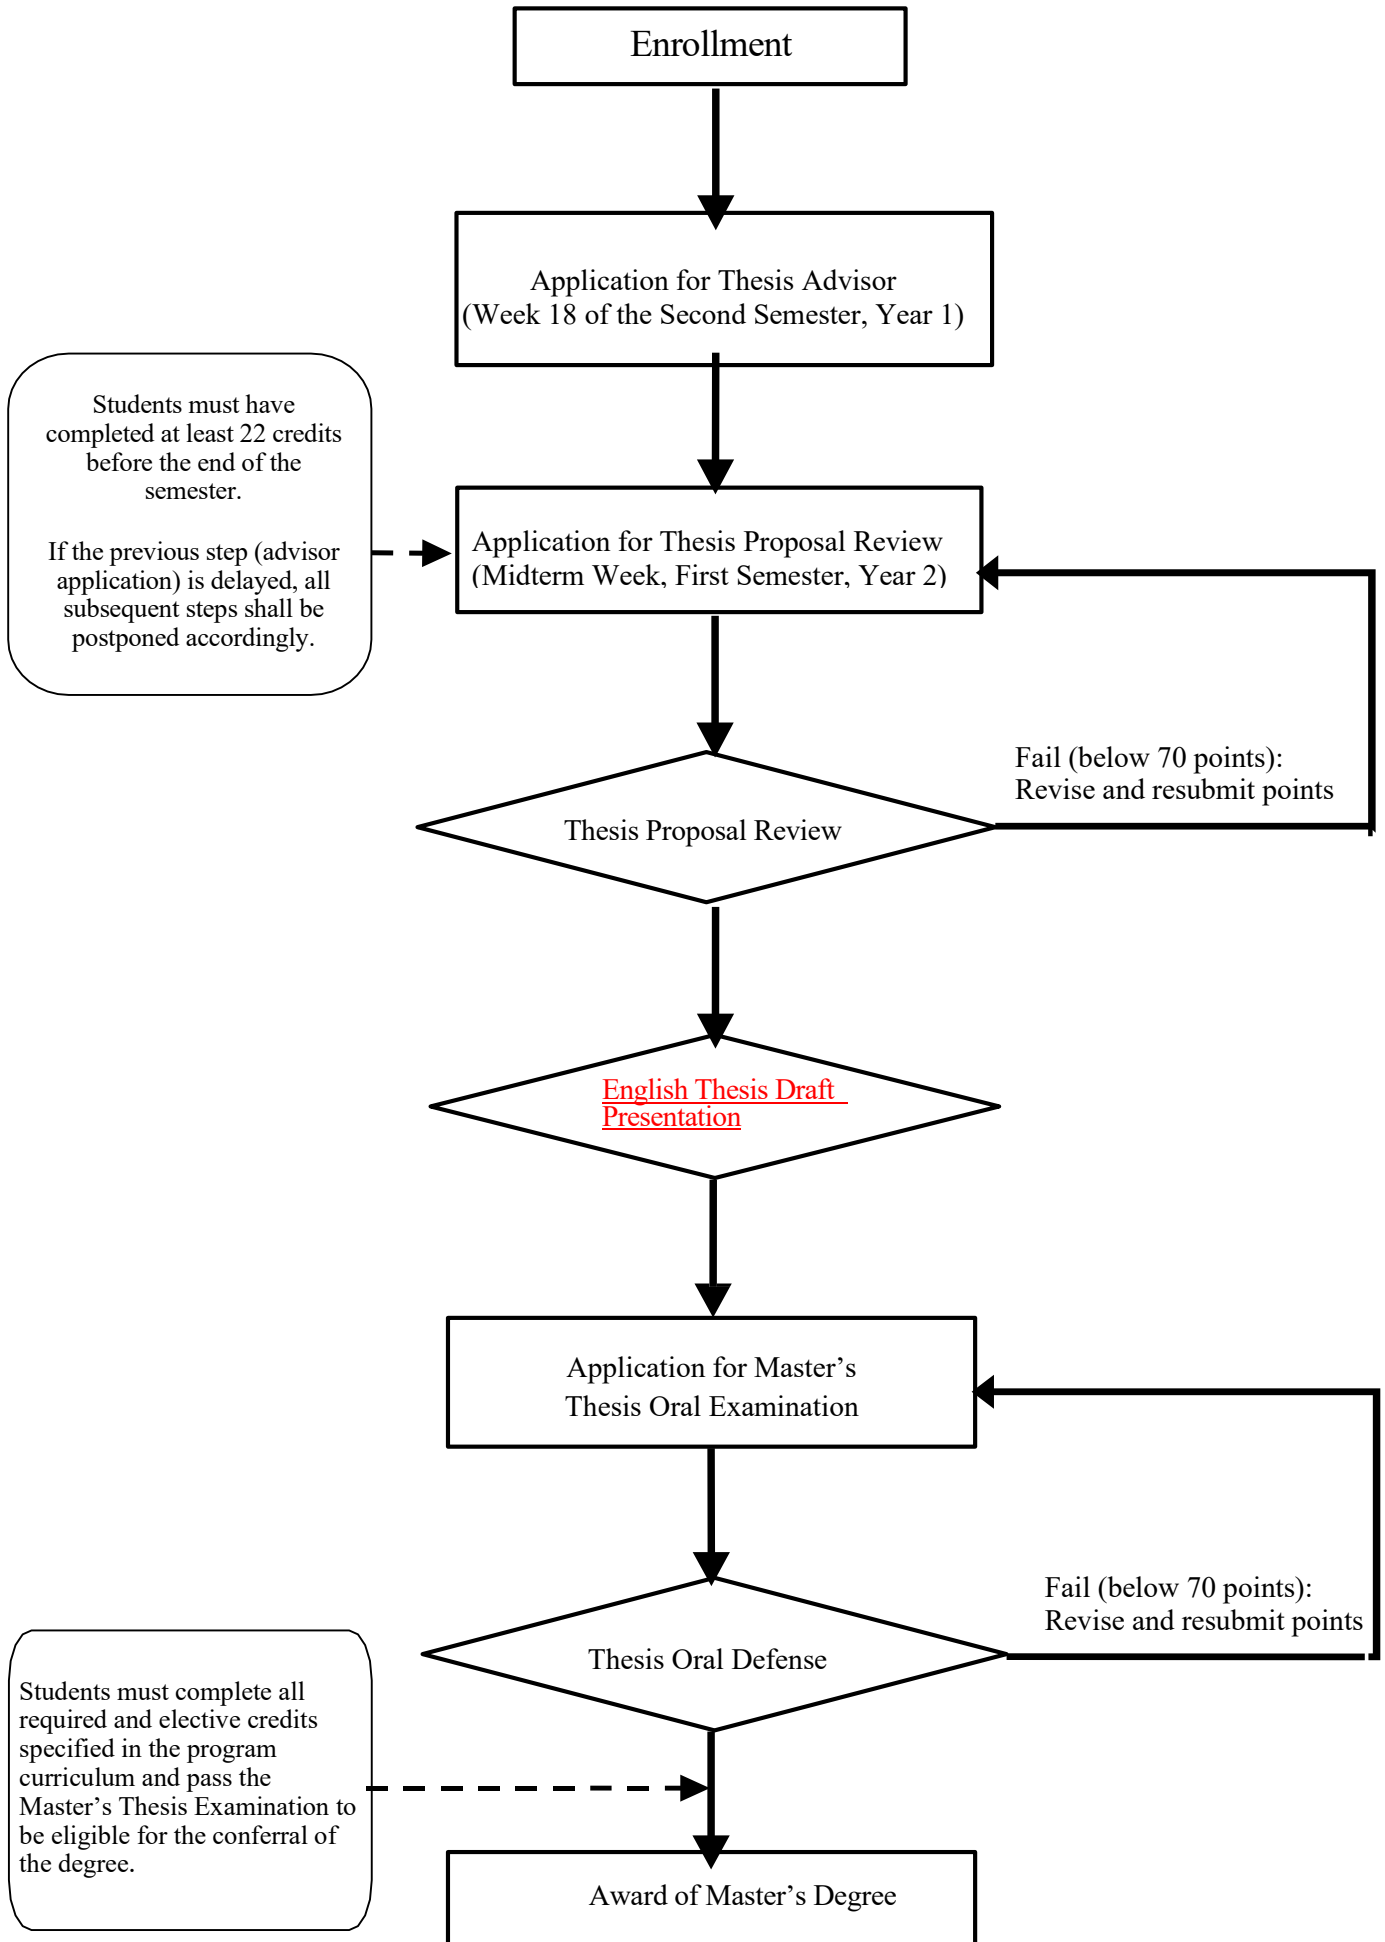 Enrollment
Application for Thesis Advisor
(Week 18 of the Second Semester, Year 1)
Students must have
completed at least 22 credits
before the end of the
semester.
If the previous step (advisor
application) is delayed, all
subsequent steps shall be
postponed accordingly.
Application for Thesis Proposal Review
(Midterm Week, First Semester, Year 2)
Fail (below 70 points):
Revise and resubmit points
Thesis Proposal Review
English Thesis Draft
Presentation
Application for Master’s
Thesis Oral Examination
Fail (below 70 points):
Revise and resubmit points
Thesis Oral Defense
Students must complete all
required and elective credits
specified in the program
curriculum and pass the
Master’s Thesis Examination to
be eligible for the conferral of
the degree.
Award of Master’s Degree